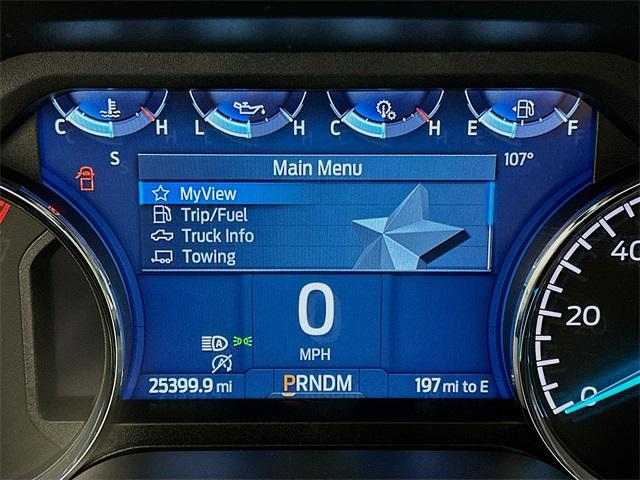 C H L H C H E F
S 107°
Main Menu
MyView
Trip/Fuel
Truck Info
Towing
0
MPH
A
25399.9 mi PRNDM 197 mi to E
40
20
0